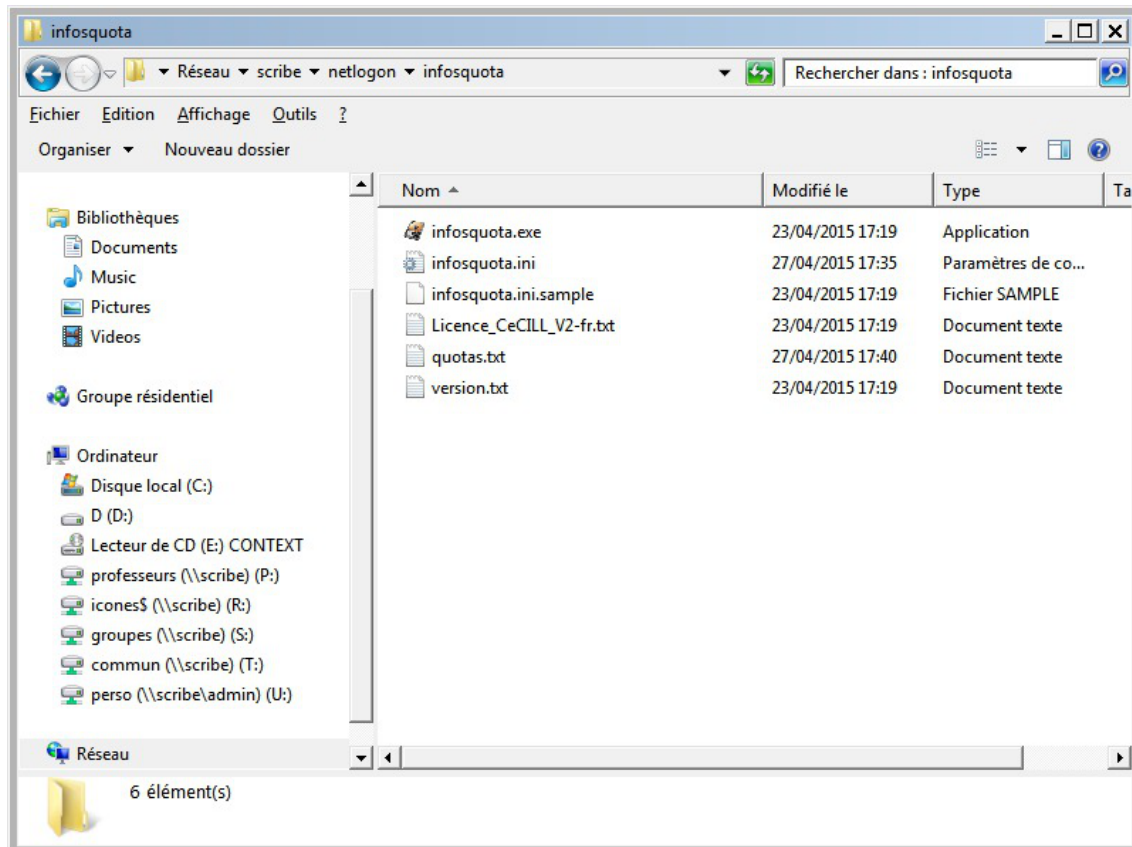 infosquota
Réseau scribe netlogon infosquota
Rechercher dans : infosquota
Fichier Edition Affichage Outils ?
Organiser Nouveau dossier
Bibliothèques
Documents
Music
Pictures
Videos
Groupe résidentiel
Ordinateur
Disque local (C:)
D (D:)
Lecteur de CD (E:) CONTEXT
professeurs (\\scribe) (P:)
icones$ (\\scribe) (R:)
groupes (\\scribe) (S:)
commun (\\scribe) (T:)
perso (\\scribe\admin) (U:)
Réseau
Nom Modifié le Type Ta
infosquota.exe 23/04/2015 17:19 Application
infosquota.ini 27/04/2015 17:35 Paramètres de co...
infosquota.ini.sample 23/04/2015 17:19 Fichier SAMPLE
Licence_CeCILL_V2-fr.txt 23/04/2015 17:19 Document texte
quotas.txt 27/04/2015 17:40 Document texte
version.txt 23/04/2015 17:19 Document texte
6 élément(s)